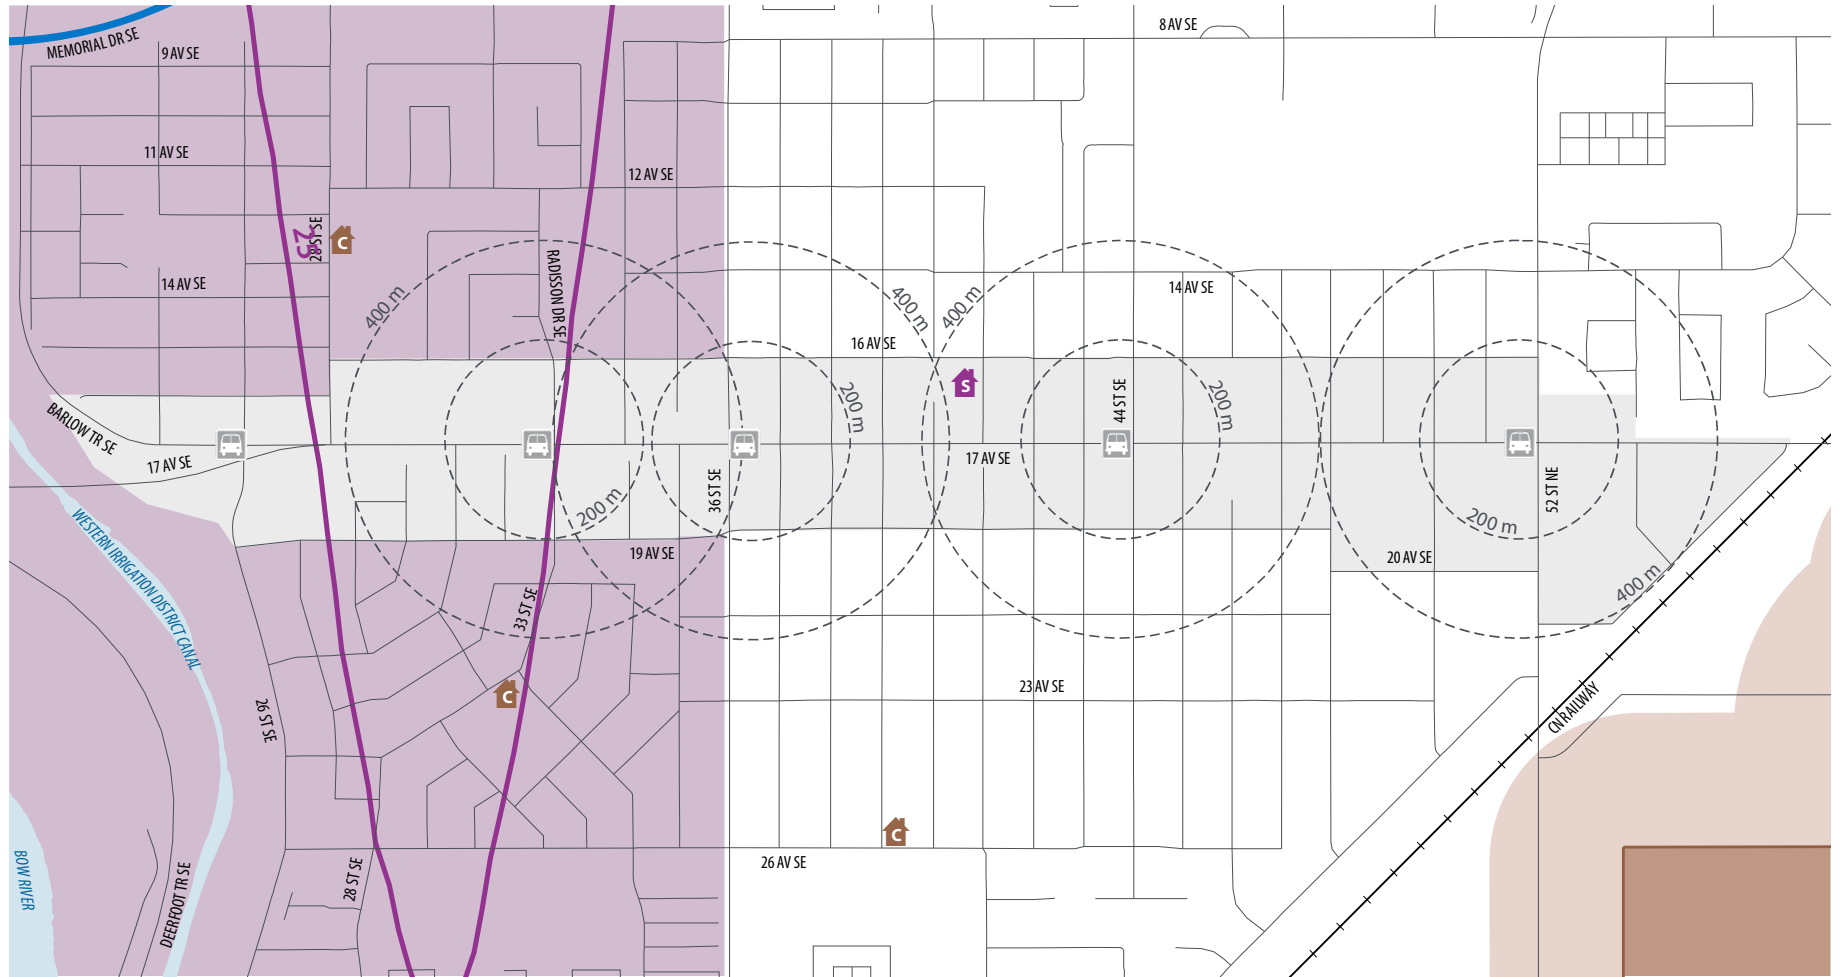 8 AV SE
MEMORIAL DR SE
9 AV SE
11 AV SE
12 AV SE
28 ST SE
25
C
RADISSON DR SE
14 AV SE
14 AV SE
400 m
400 m
400 m
16 AV SE
S
200 m
44 ST SE
200 m
BARLOW TR SE
17 AV SE
17 AV SE
36 ST SE
52 ST NE
200 m
200 m
WESTERN IRRIGATION DISTRICT CANAL
19 AV SE
20 AV SE
400 m
33 ST SE
C
23 AV SE
26 ST SE
CN RAILWAY
C
26 AV SE
28 ST SE
BOW RIVER
DEERFOOT TR SE